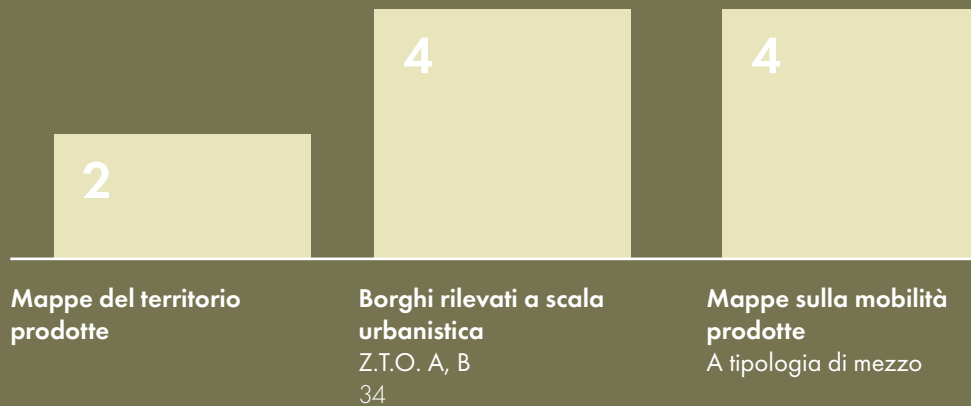 2
4
4
Mappe del territorio
prodotte
Borghi rilevati a scala
urbanistica
Z.T.O. A, B
34
Mappe sulla mobilità
prodotte
A tipologia di mezzo